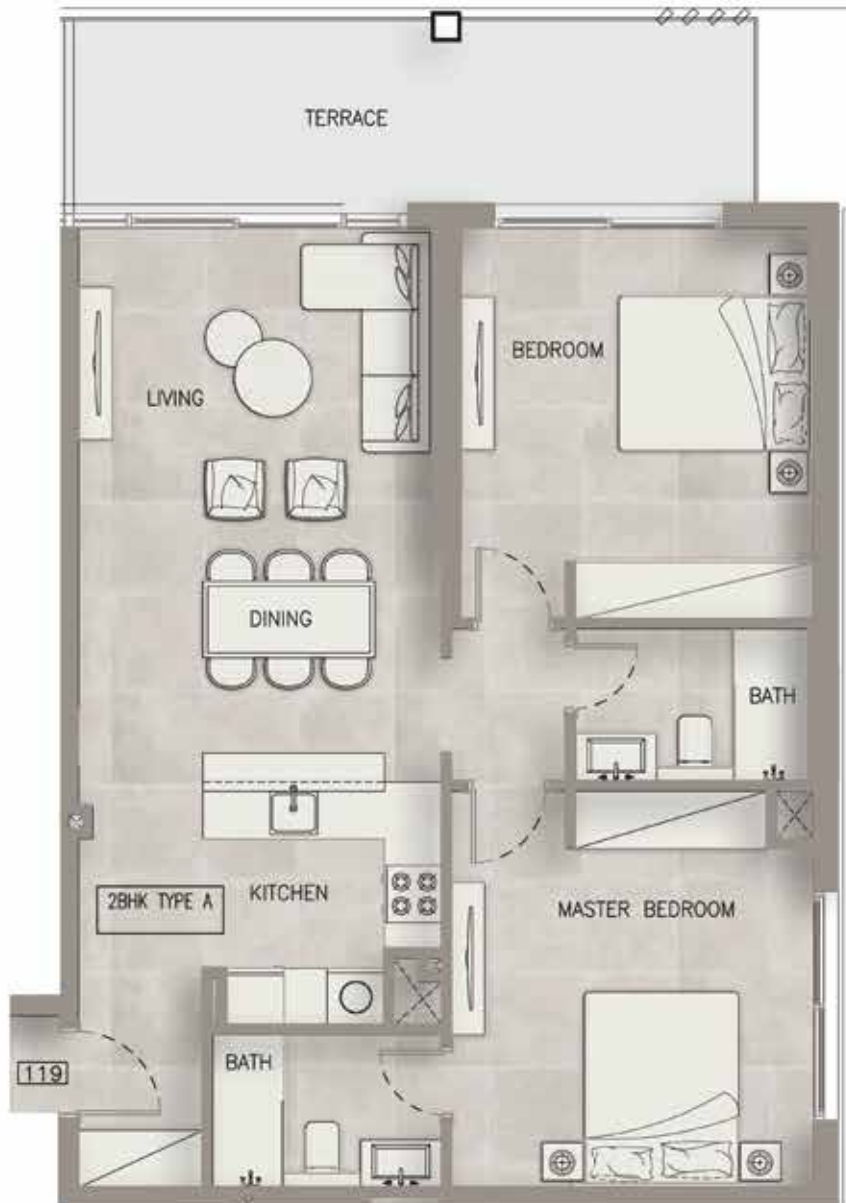 TERRACE
BEDROOM
LIVING
DINING
BATH
2BHK TYPE A
KITCHEN
MASTER BEDROOM
BATH
119